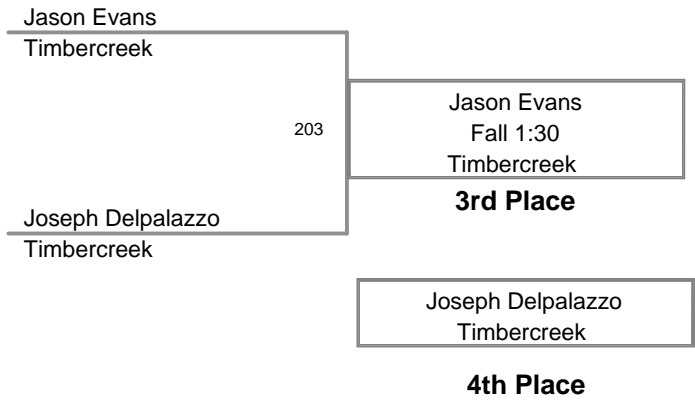 Jason Evans
Timbercreek
203
Jason Evans
Fall 1:30
Timbercreek
3rd Place
Joseph Delpalazzo
Timbercreek
Joseph Delpalazzo
Timbercreek
4th Place